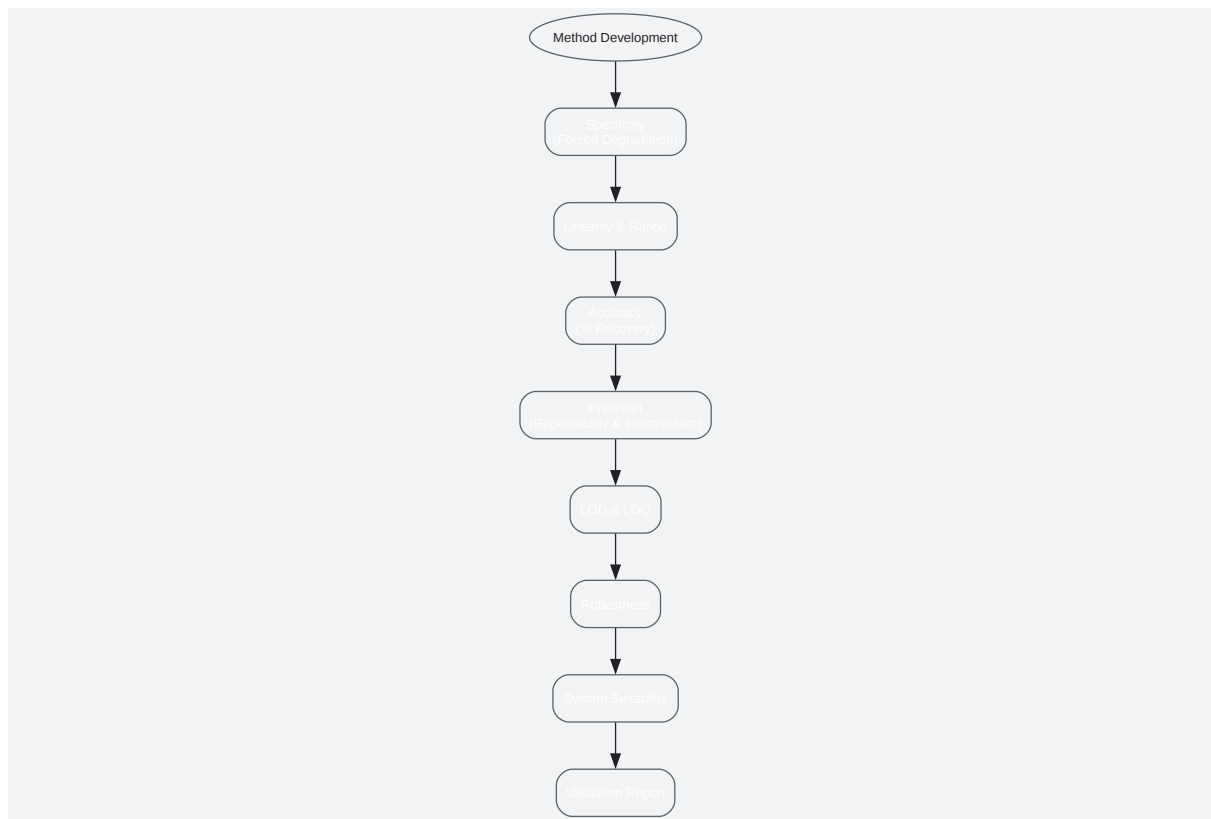 Method Development
Specificity
(Forced Degradation)
Linearity & Range
Accuracy
(% Recovery)
Precision
(Repeatability & Intermediate)
LOD & LOQ
Robustness
System Suitability
Validation Report